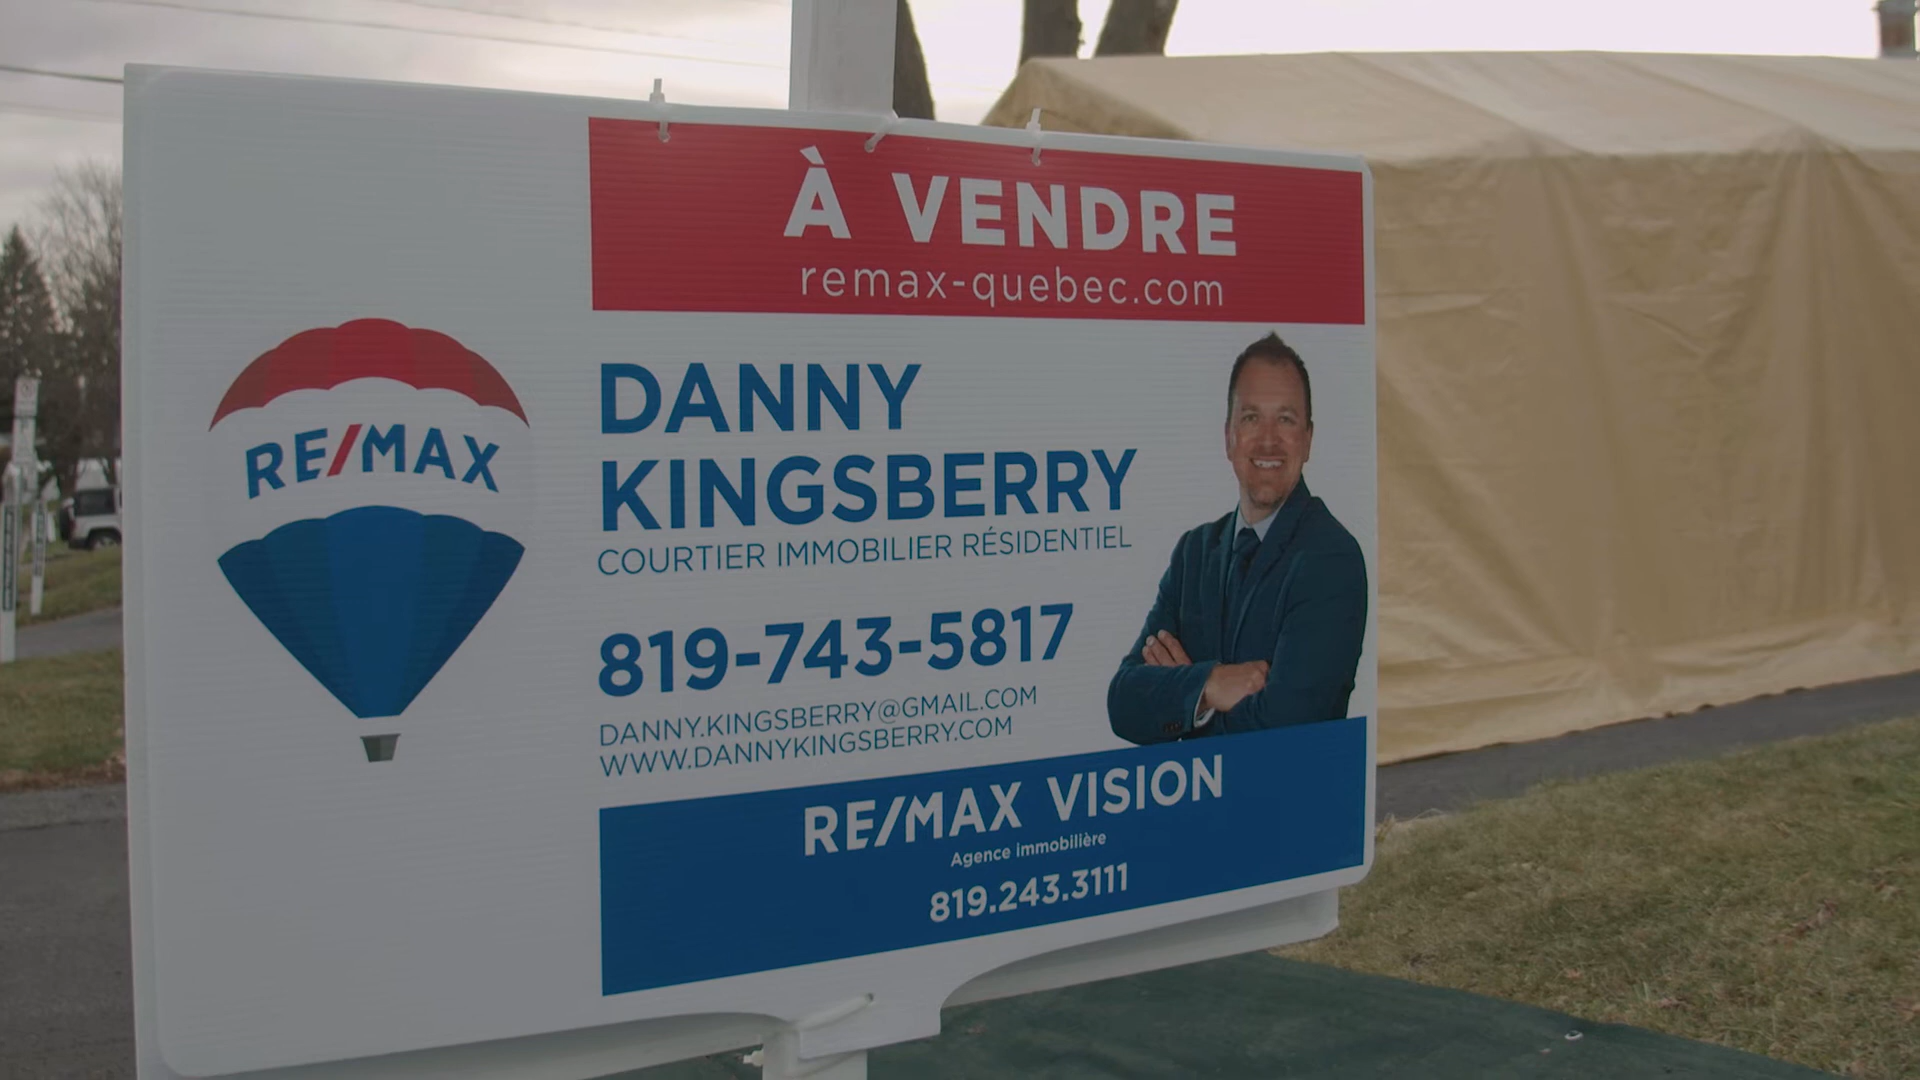 À VENDRE
remax-quebec.com
RE/MAX
DANNY
KINGSBERRY
COURTIER IMMOBILIER RÉSIDENTIEL
819-743-5817
DANNY.KINGSBERRY@GMAIL.COM
WWW.DANNYKINGSBERRY.COM
RE/MAX VISION
Agence immobilière
819.243.3111